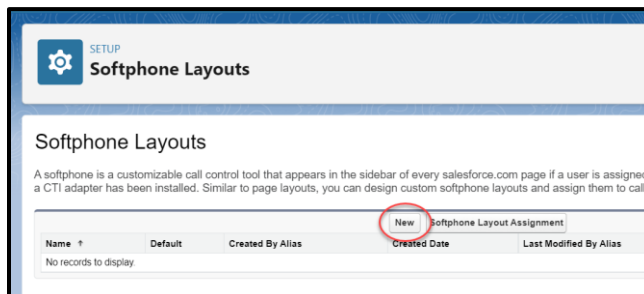 SETUP
Softphone Layouts
Softphone Layouts
A softphone is a customizable call control tool that appears in the sidebar of every salesforce.com page if a user is assigned
a CTI adapter has been installed. Similar to page layouts, you can design custom softphone layouts and assign them to call
New Softphone Layout Assignment
Name ↑ Default Created By Alias Created Date Last Modified By Alias
No records to display.